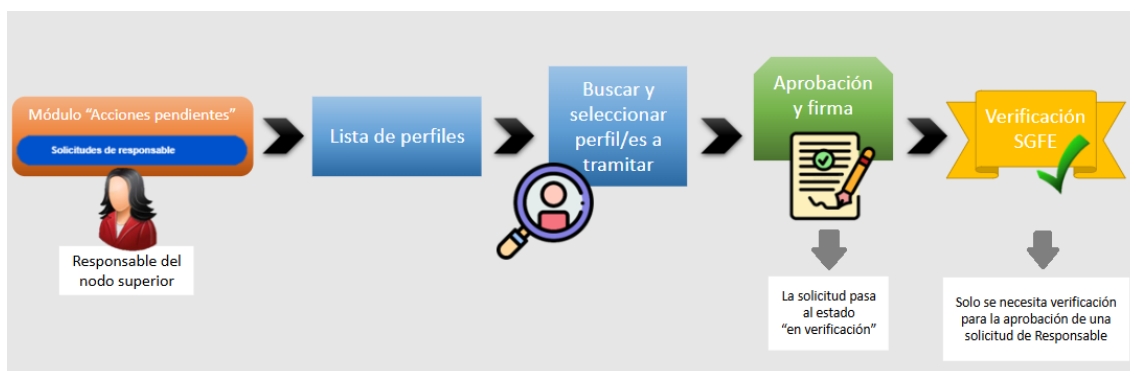 Módulo “Acciones pendientes”
Solicitudes de responsable
Responsable del
nodo superior
Lista de perfiles
Buscar y
seleccionar
perfil/es a
tramitar
Aprobación
y firma
La solicitud pasa
al estado
“en verificación”
Verificación
SGFE
Solo se necesita verificación
para la aprobación de una
solicitud de Responsable